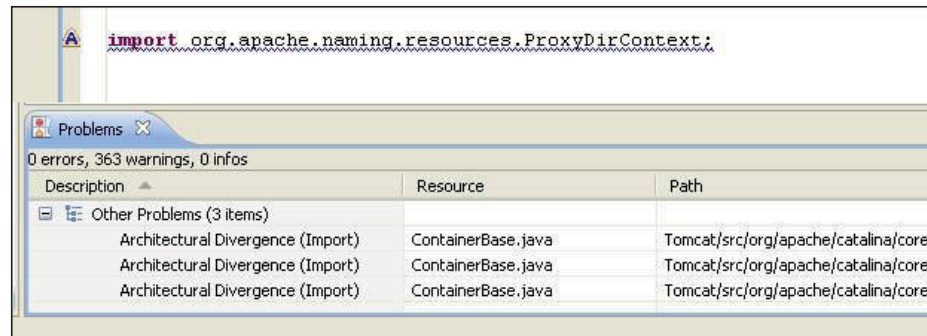 A import org.apache.naming.resources.ProxyDirContext;
Problems
0 errors, 363 warnings, 0 infos
Description Resource Path
Other Problems (3 items)
Architectural Divergence (Import) ContainerBase.java Tomcat/src/org/apache/catalina/core
Architectural Divergence (Import) ContainerBase.java Tomcat/src/org/apache/catalina/core
Architectural Divergence (Import) ContainerBase.java Tomcat/src/org/apache/catalina/core